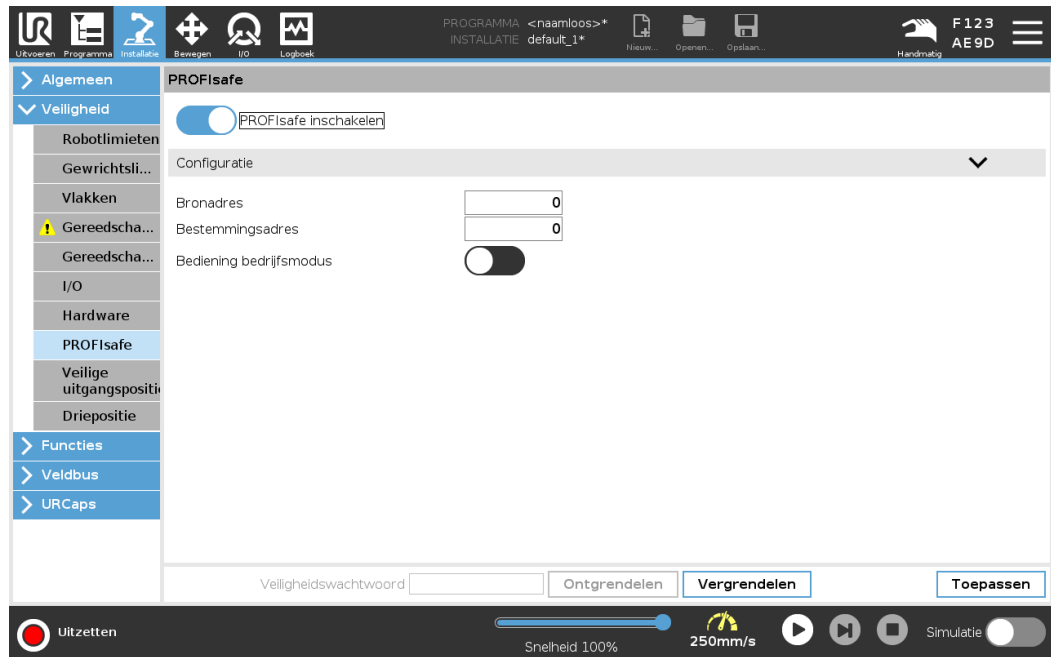 PROGRAMMA <naamloos>*
INSTALLATIE default_1*
Uitvoeren Programma Installatie Bewegen I/O Logboek
Nieuw... Openen... Opslaan...
Handmatig
F123
AE9D
Algemeen
Veiligheid
Robotlimieten
Gewrichtsli...
Vlakken
Gereedscha...
Gereedscha...
I/O
Hardware
PROFIsafe
Veilige
uitgangspositi
Driepositie
Functies
Veldbus
URCaps
PROFIsafe
PROFIsafe inschakelen
Configuratie
Bronadres 0
Bestemmingsadres 0
Bediening bedrijfsmodus
Veiligheidswachtwoord Ontgrendelen Vergrendelen Toepassen
Uitzetten
Snelheid 100%
250mm/s
Simulatie